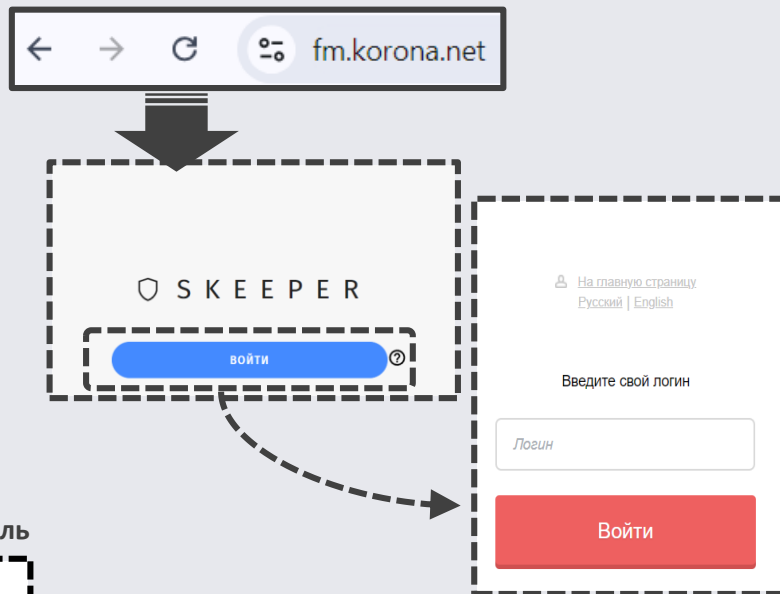 fm.korona.net
SKEEPER
войти
На главную страницу
Русский | English
Введите свой логин
Логин
Войти
ль